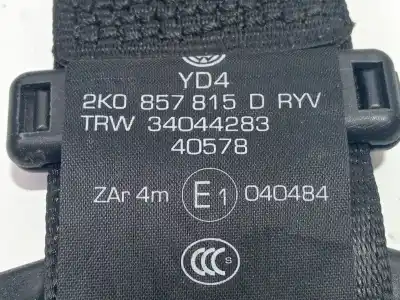 YD4
2K0 857 815 D RYV
TRW 34044283
40578
ZAr 4m E1 040484
CCC S